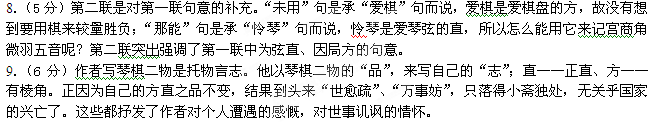 8.（5分）第二联是对第一联句意的补充。“未用”句是承“爱棋”句而说，爱棋是爱棋盘的方，故没有想
到要用棋来较量胜负；“那能”句是承“怜琴”句而说，怜琴是爱琴弦的直，所以怎么能用它来记宫商角
微羽五音呢？第二联突出强调了第一联中为弦直、因局方的句意。
9.（6分）作者写琴棋二物是托物言志。他以琴棋二物的“品”，来写自己的“志”；直——正直、方——
有棱角。正因为自己的方直之品不变，结果到头来“世愈疏”、“万事妨”，只落得小斋独处，无关乎国家
的兴亡了。这些都抒发了作者对个人遭遇的感慨，对世事讥讽的情怀。